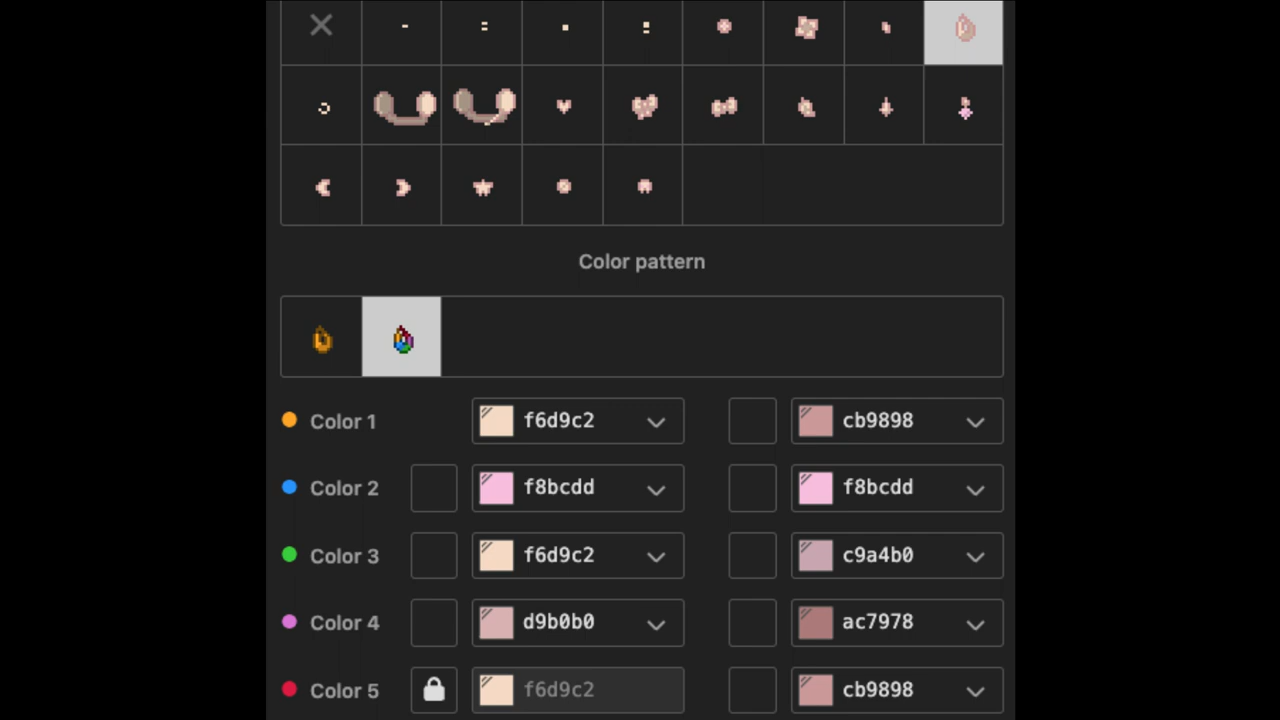 Color pattern
Color 1 f6d9c2 cb9898
Color 2 f8bcdd f8bcdd
Color 3 f6d9c2 c9a4b0
Color 4 d9b0b0 ac7978
Color 5 f6d9c2 cb9898